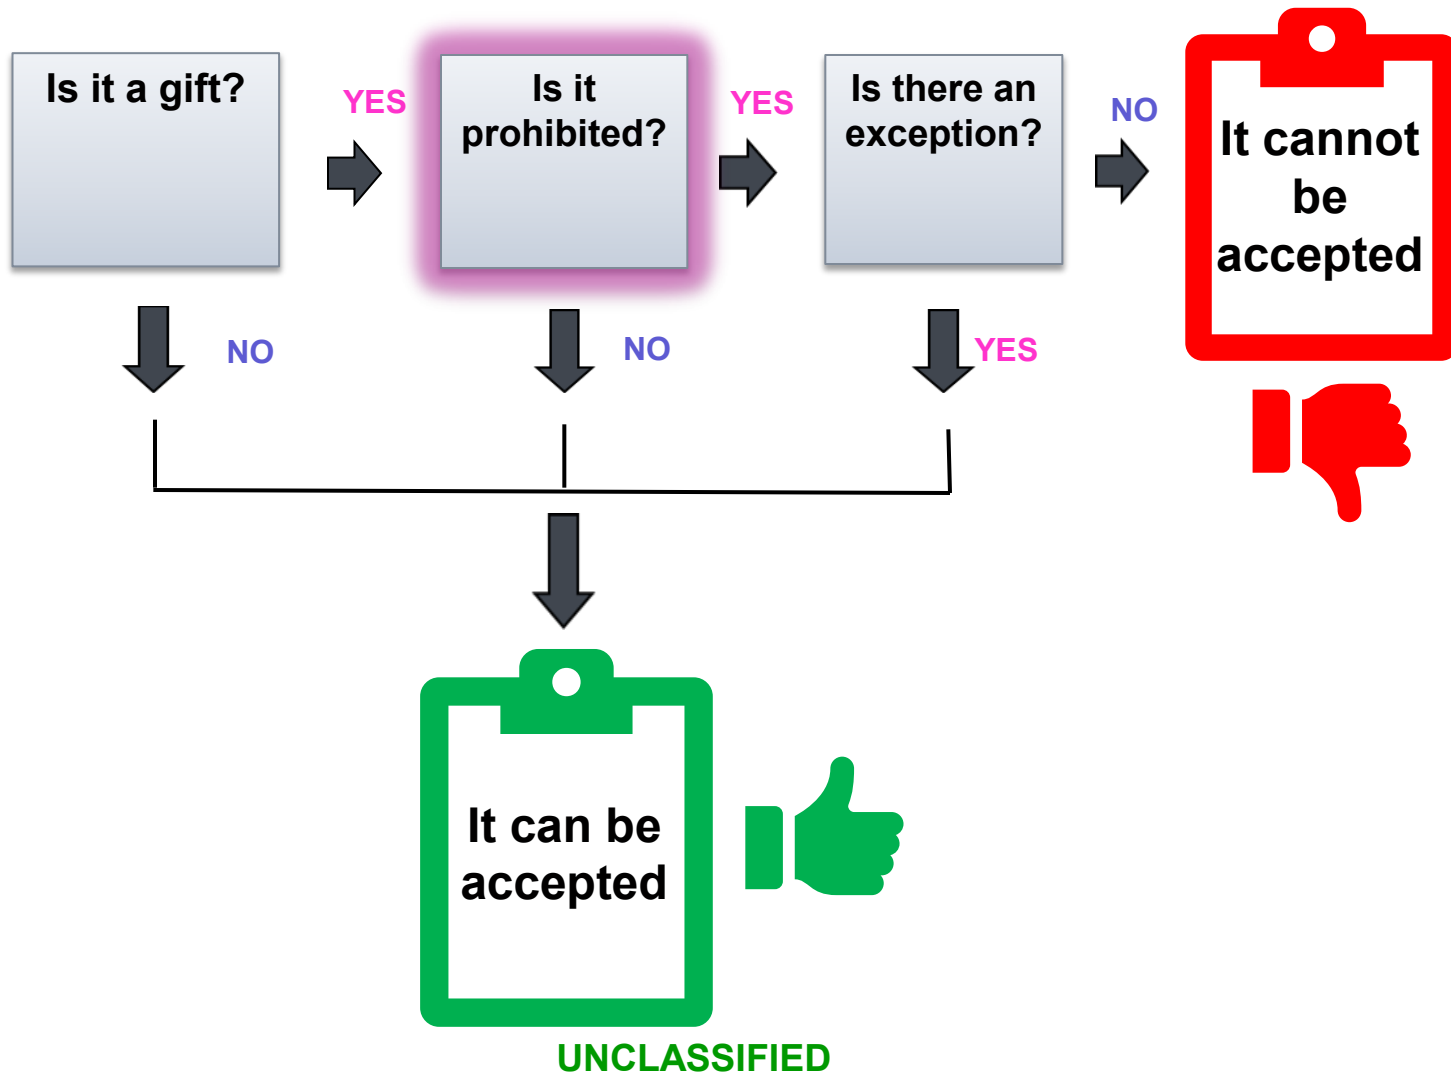 Is it a gift?
YES
Is it
prohibited?
YES
Is there an
exception?
NO
It cannot
be
accepted
NO
NO
YES
It can be
accepted
UNCLASSIFIED